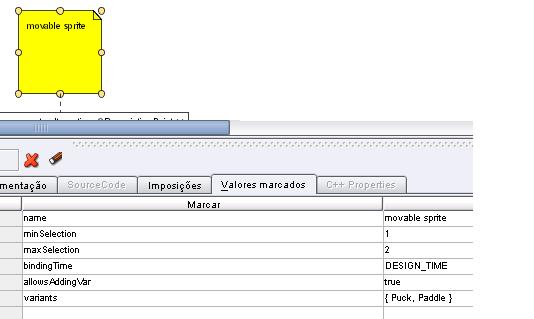 movable sprite
mentação SourceCode Imposições Valores marcados C++ Properties
Marcar
name movable sprite
minSelection 1
maxSelection 2
bindingTime DESIGN_TIME
allowsAddingVar true
variants { Puck, Paddle }